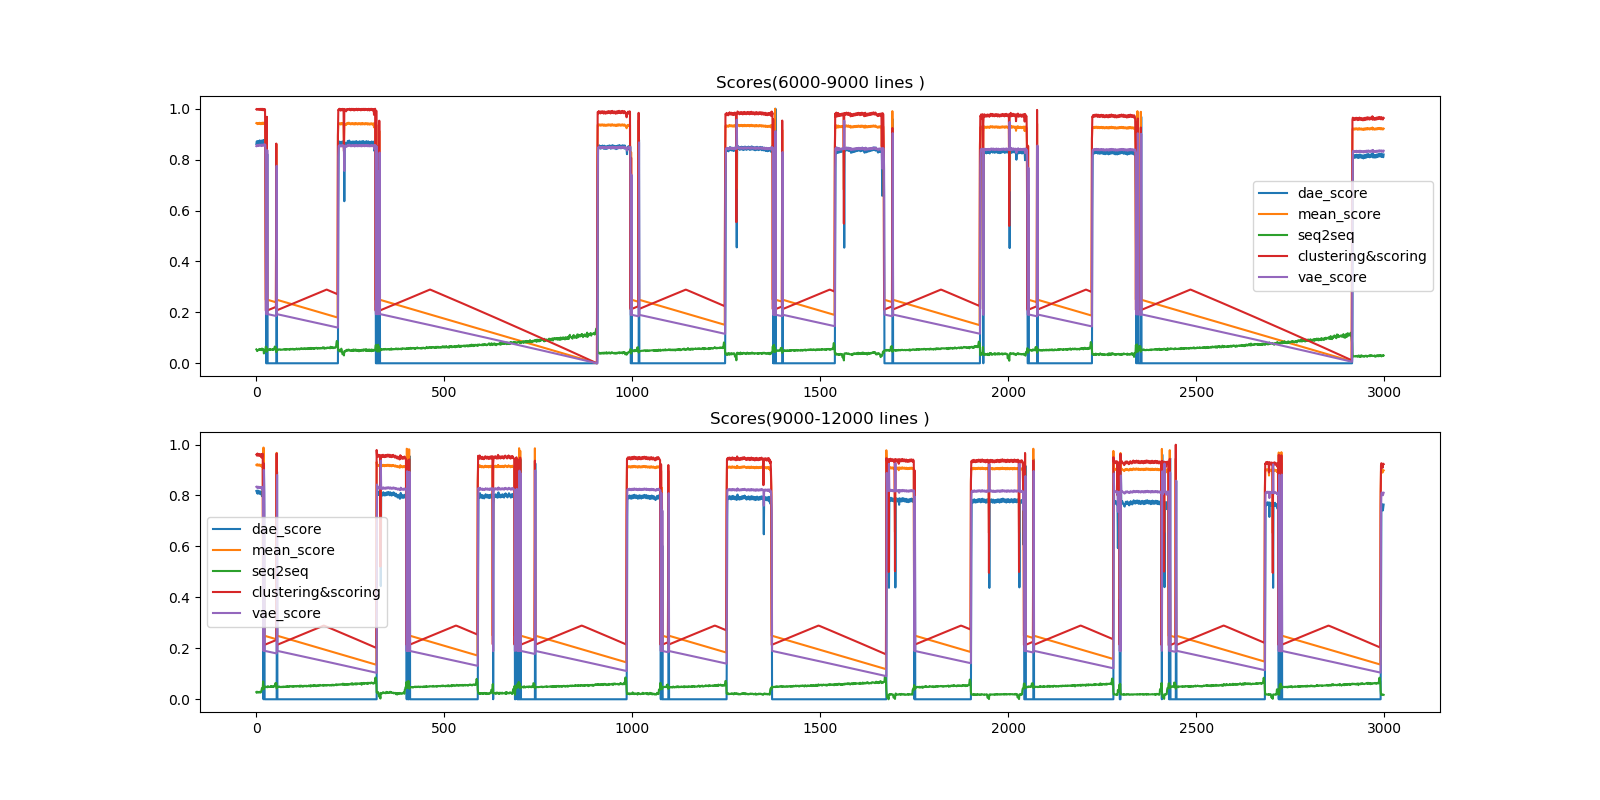 Scores(6000-9000 lines )
1.0
0.8
0.6
0.4
0.2
0.0
dae_score
mean_score
seq2seq
clustering&scoring
vae_score
0 500 1000 1500 2000 2500 3000
Scores(9000-12000 lines )
1.0
0.8
0.6
0.4
0.2
0.0
dae_score
mean_score
seq2seq
clustering&scoring
vae_score
0 500 1000 1500 2000 2500 3000